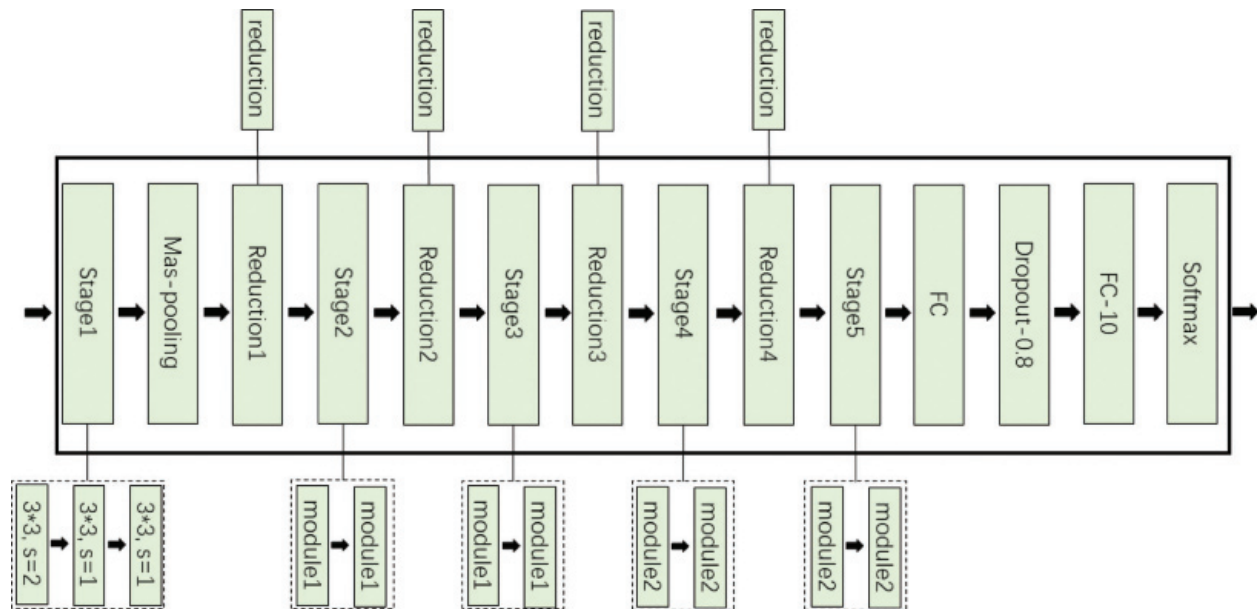 reduction
reduction
reduction
reduction
Stage1
Mas-pooling
Reduction1
Stage2
Reduction2
Stage3
Reduction3
Stage4
Reduction4
Stage5
FC
Dropout-0.8
FC-10
Softmax
3*3, s=2
3*3, s=1
3*3, s=1
module1
module1
module1
module1
module2
module2
module2
module2